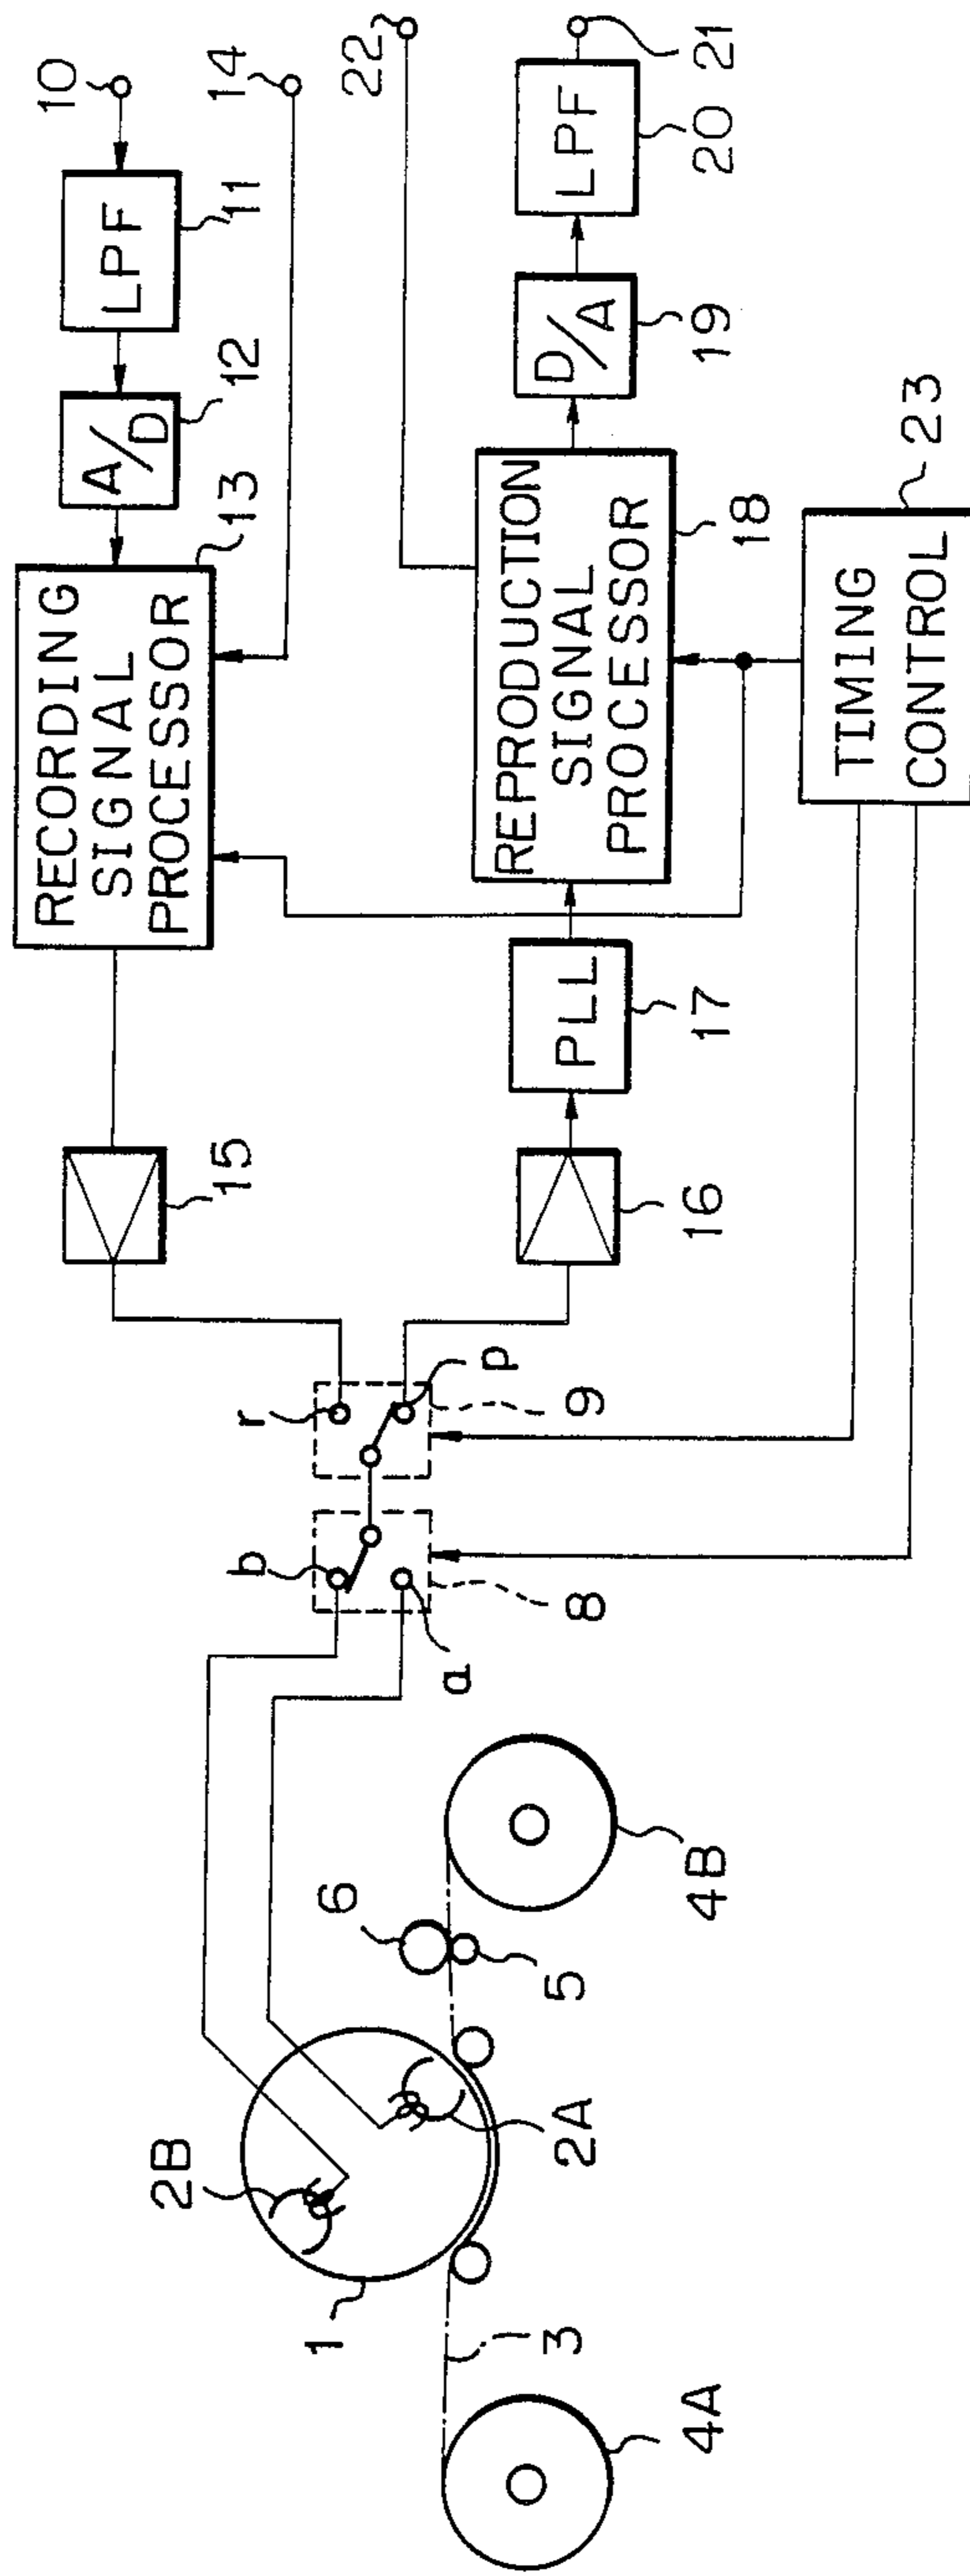 10
LPF
11
A/D
12
RECORDING
SIGNAL
PROCESSOR
13
14
15
22
LPF
20
21
D/A
19
REPRODUCTION
SIGNAL
PROCESSOR
18
PLL
17
16
TIMING
CONTROL
23
r
p
9
b
a
8
2B
2A
1
3
4A
4B
5
6